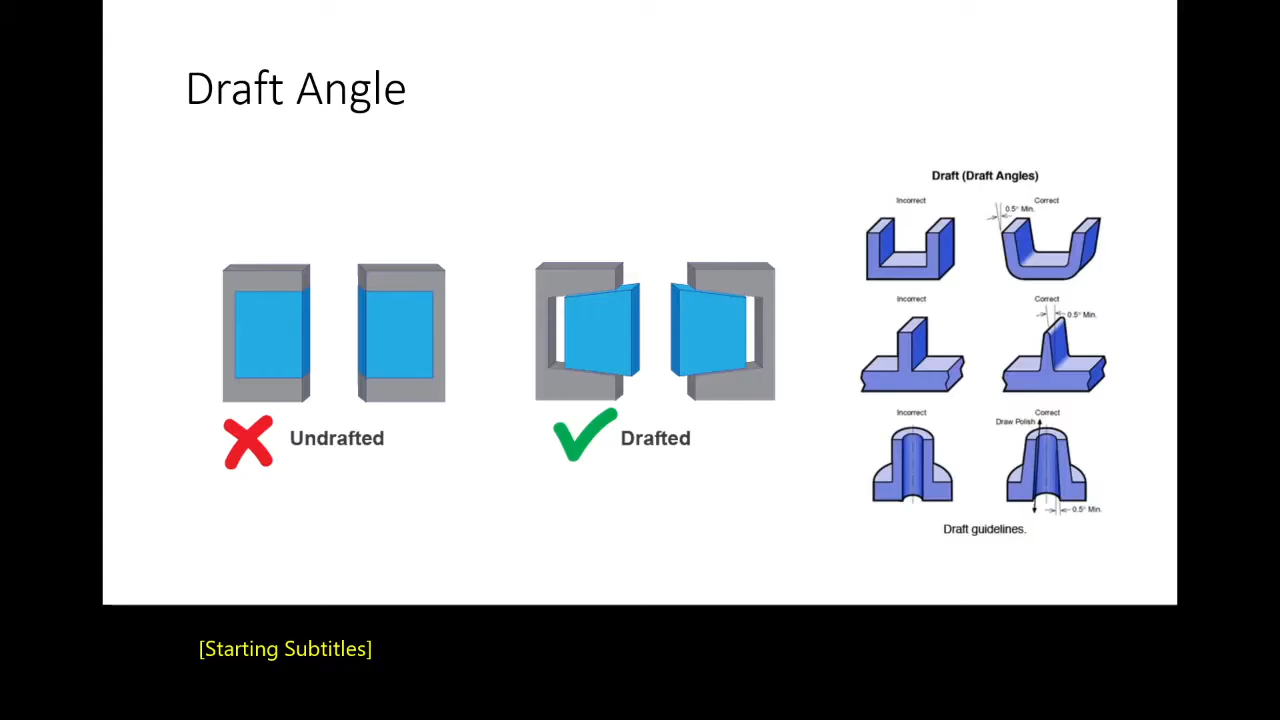 Draft Angle
Undrafted
Drafted
Draft (Draft Angles)
Incorrect
Correct
0.5° Min.
Incorrect
Correct
0.5° Min.
Incorrect
Correct
Draw Polish
0.5° Min.
Draft guidelines.
[Starting Subtitles]